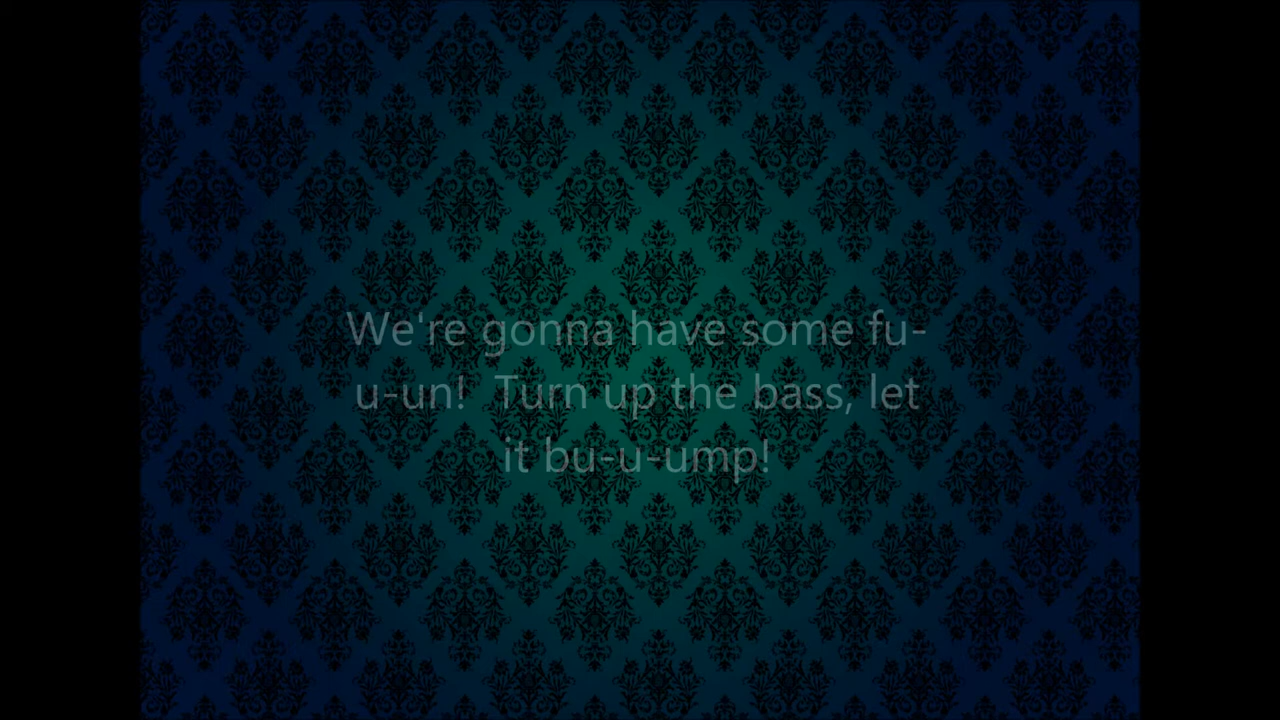 We're gonna have some fu-
u-un!  Turn up the bass, let
it bu-u-ump!